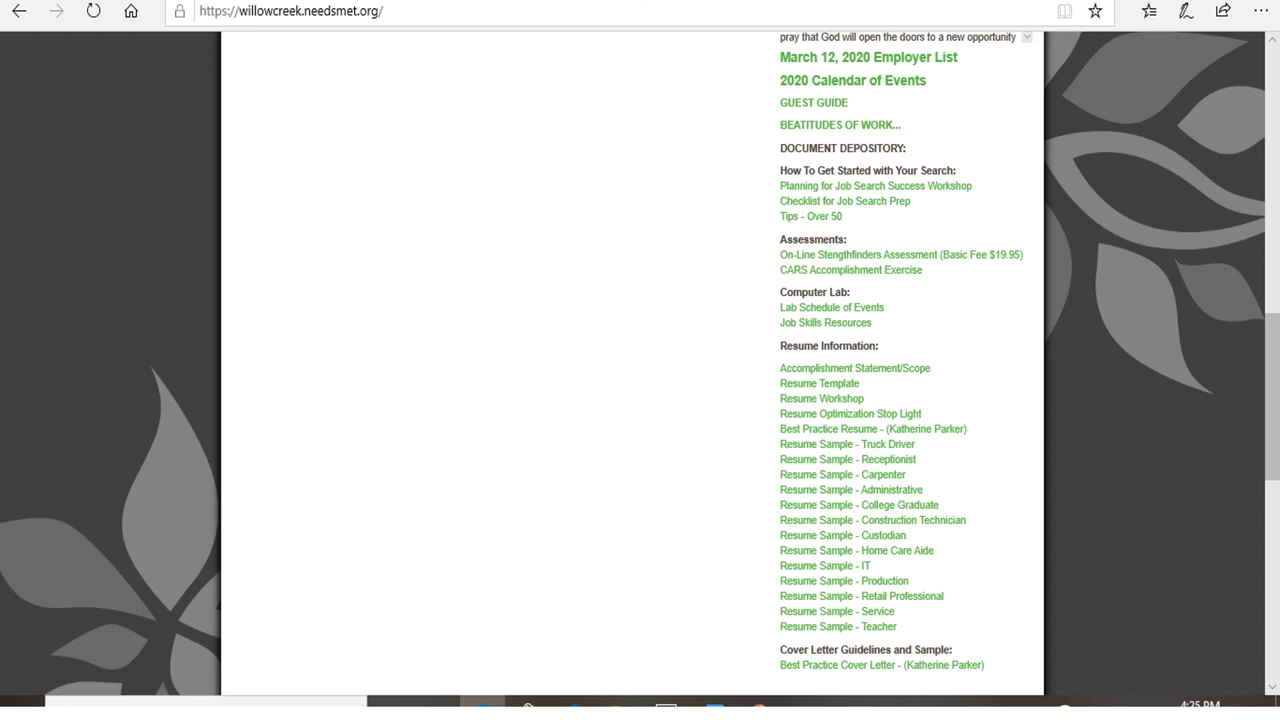 https://willowcreek.needsmet.org/
pray that God will open the doors to a new opportunity
March 12, 2020 Employer List
2020 Calendar of Events
GUEST GUIDE
BEATITUDES OF WORK...
DOCUMENT DEPOSITORY:
How To Get Started with Your Search:
Planning for Job Search Success Workshop
Checklist for Job Search Prep
Tips - Over 50
Assessments:
On-Line Stengthfinders Assessment (Basic Fee $19.95)
CARS Accomplishment Exercise
Computer Lab:
Lab Schedule of Events
Job Skills Resources
Resume Information:
Accomplishment Statement/Scope
Resume Template
Resume Workshop
Resume Optimization Stop Light
Best Practice Resume - (Katherine Parker)
Resume Sample - Truck Driver
Resume Sample - Receptionist
Resume Sample - Carpenter
Resume Sample - Administrative
Resume Sample - College Graduate
Resume Sample - Construction Technician
Resume Sample - Custodian
Resume Sample - Home Care Aide
Resume Sample - IT
Resume Sample - Production
Resume Sample - Retail Professional
Resume Sample - Service
Resume Sample - Teacher
Cover Letter Guidelines and Sample:
Best Practice Cover Letter - (Katherine Parker)
4:25 PM